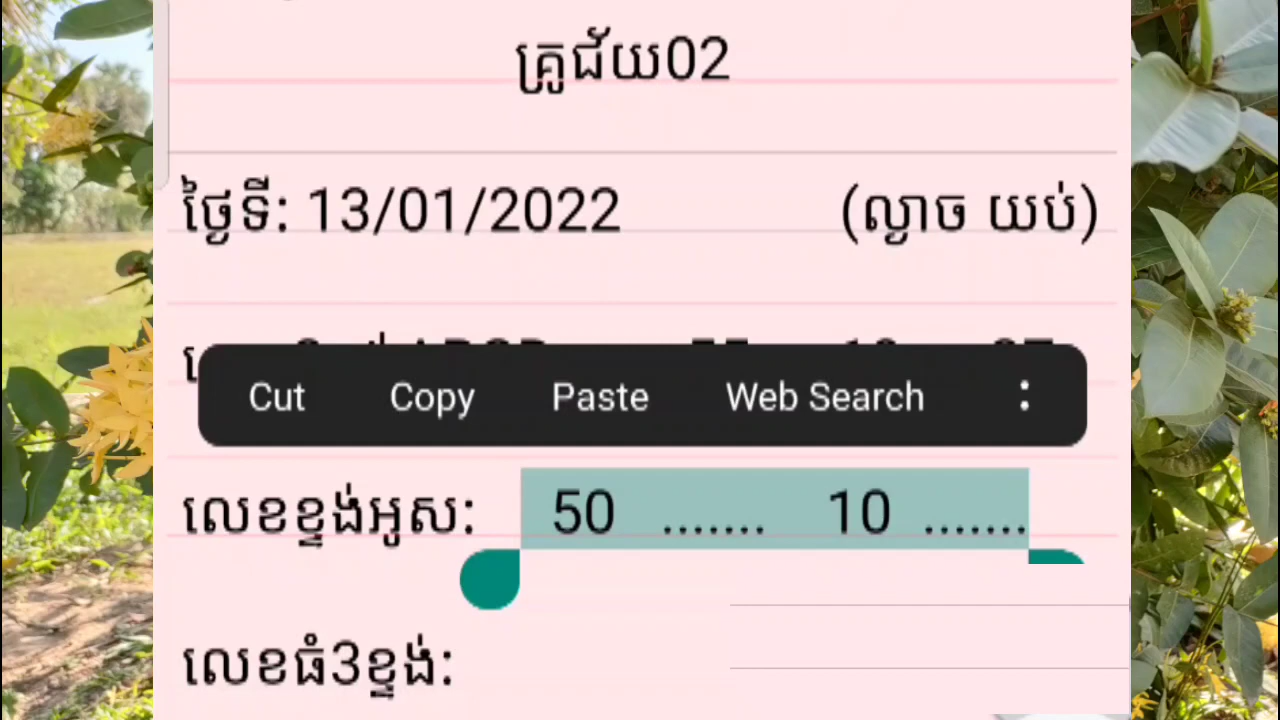 គ្រូជ័យ02
ថ្ងៃទី: 13/01/2022 (ល្ងាច យប់)
Cut Copy Paste Web Search
លេខខ្ទង់អូស: 50 ....... 10 .......
លេខធំ3ខ្ទង់: